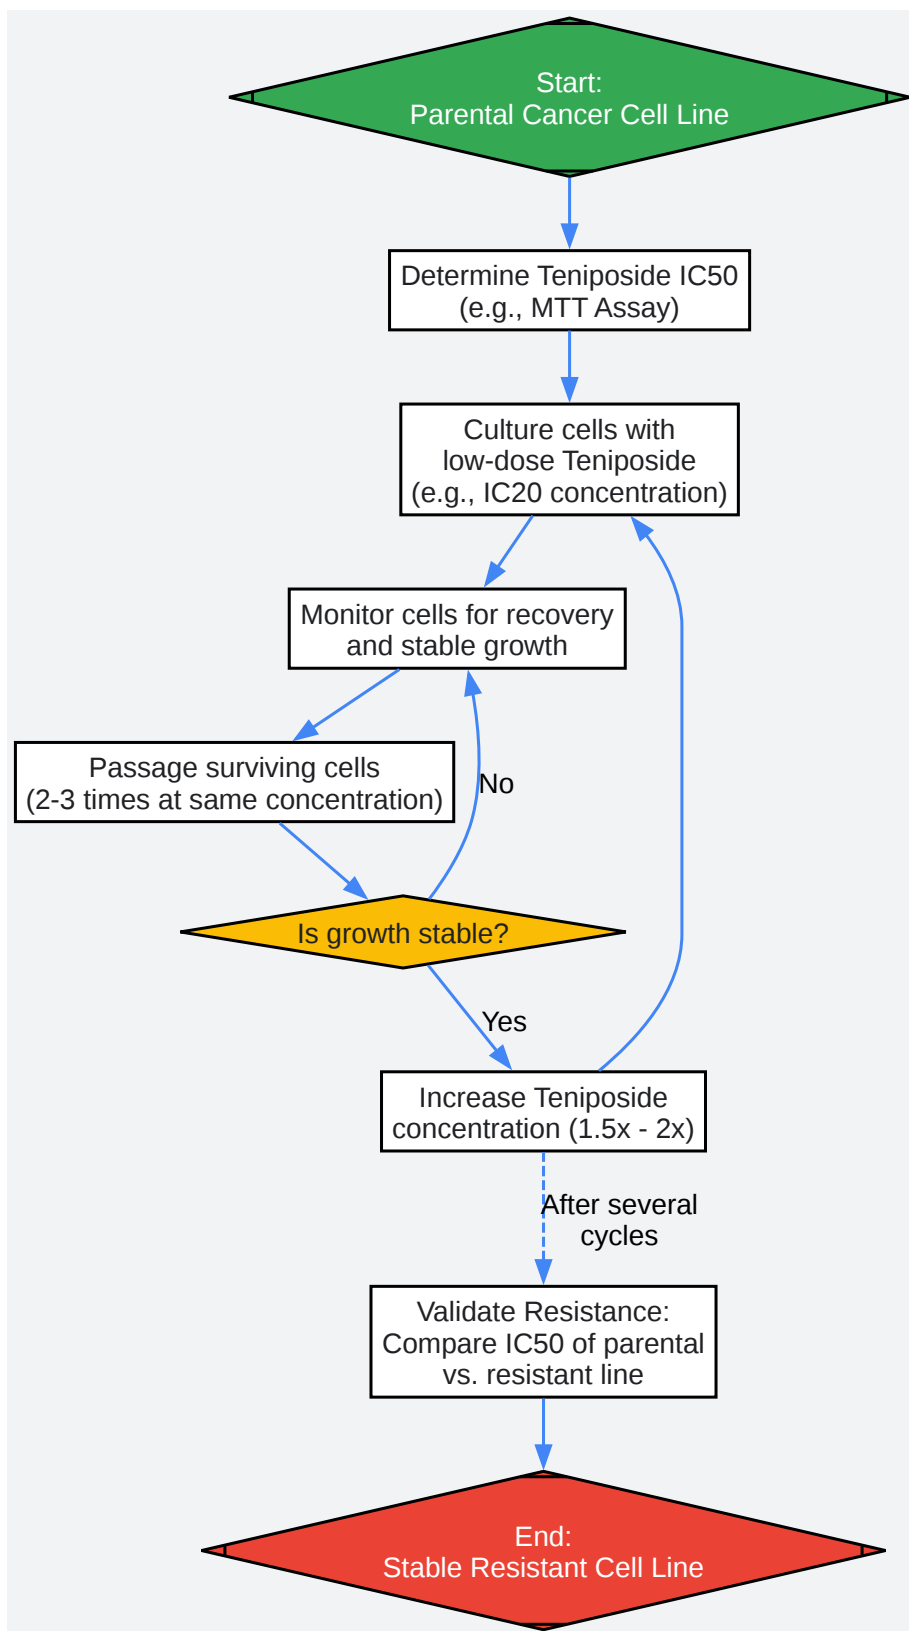 Start:
Parental Cancer Cell Line
Determine Teniposide IC50
(e.g., MTT Assay)
Culture cells with
low-dose Teniposide
(e.g., IC20 concentration)
Monitor cells for recovery
and stable growth
Passage surviving cells
(2-3 times at same concentration)
No
Is growth stable?
Yes
Increase Teniposide
concentration (1.5x - 2x)
After several
cycles
Validate Resistance:
Compare IC50 of parental
vs. resistant line
End:
Stable Resistant Cell Line